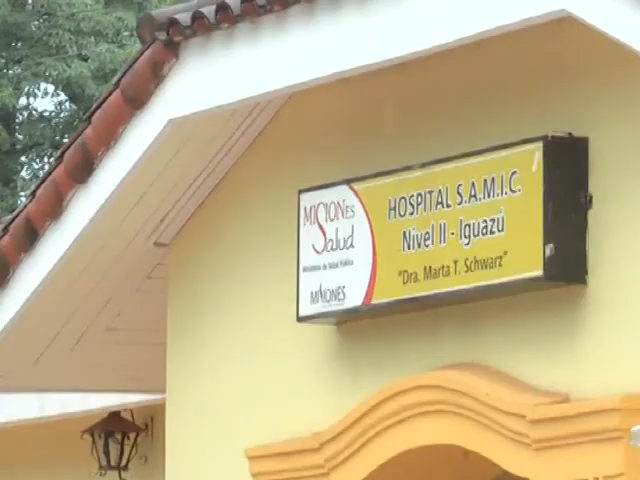 MISIONES
Salud
Ministerio de Salud Pública
MISIONES
HOSPITAL S.A.M.I.C.
Nivel II - Iguazú
"Dra. Marta T. Schwarz"